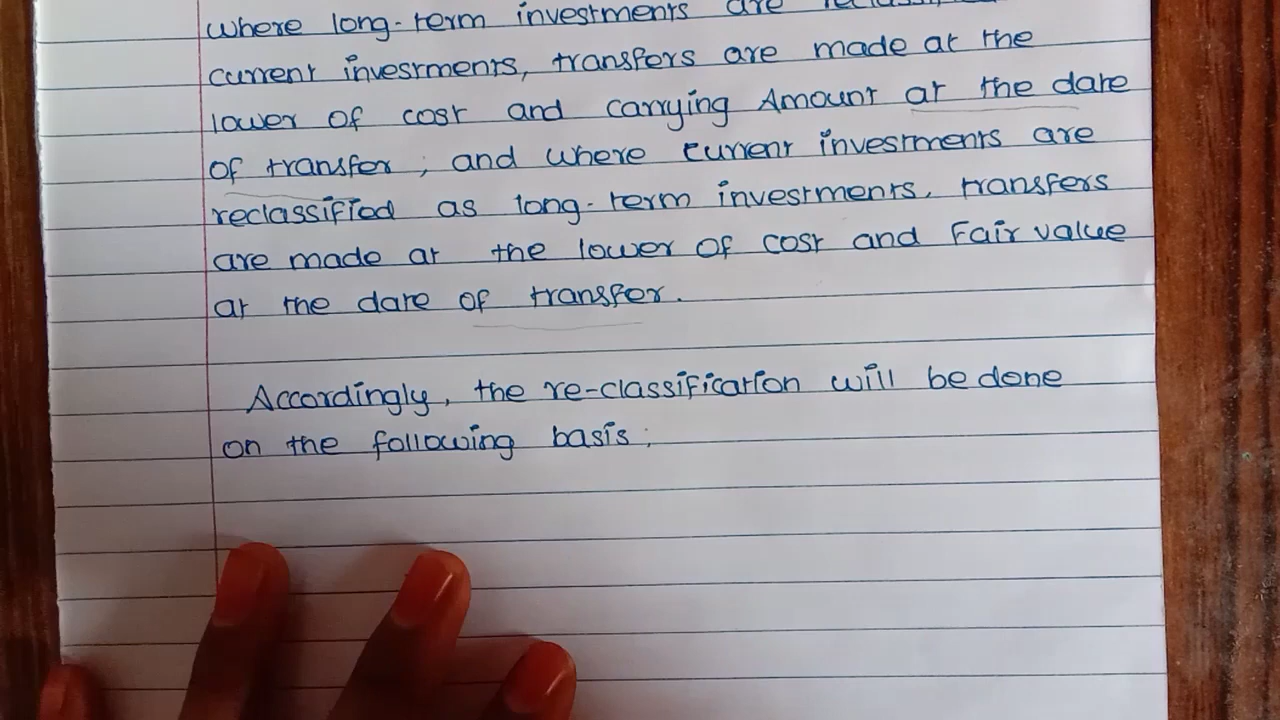 where long-term investments are
current investments, transfers are made at the
lower of cost and carrying Amount at the date
of transfer; and where current investments are
reclassified as long-term investments, transfers
are made at the lower of cost and Fair value
at the date of transfer.
Accordingly, the re-classification will be done
on the following basis: